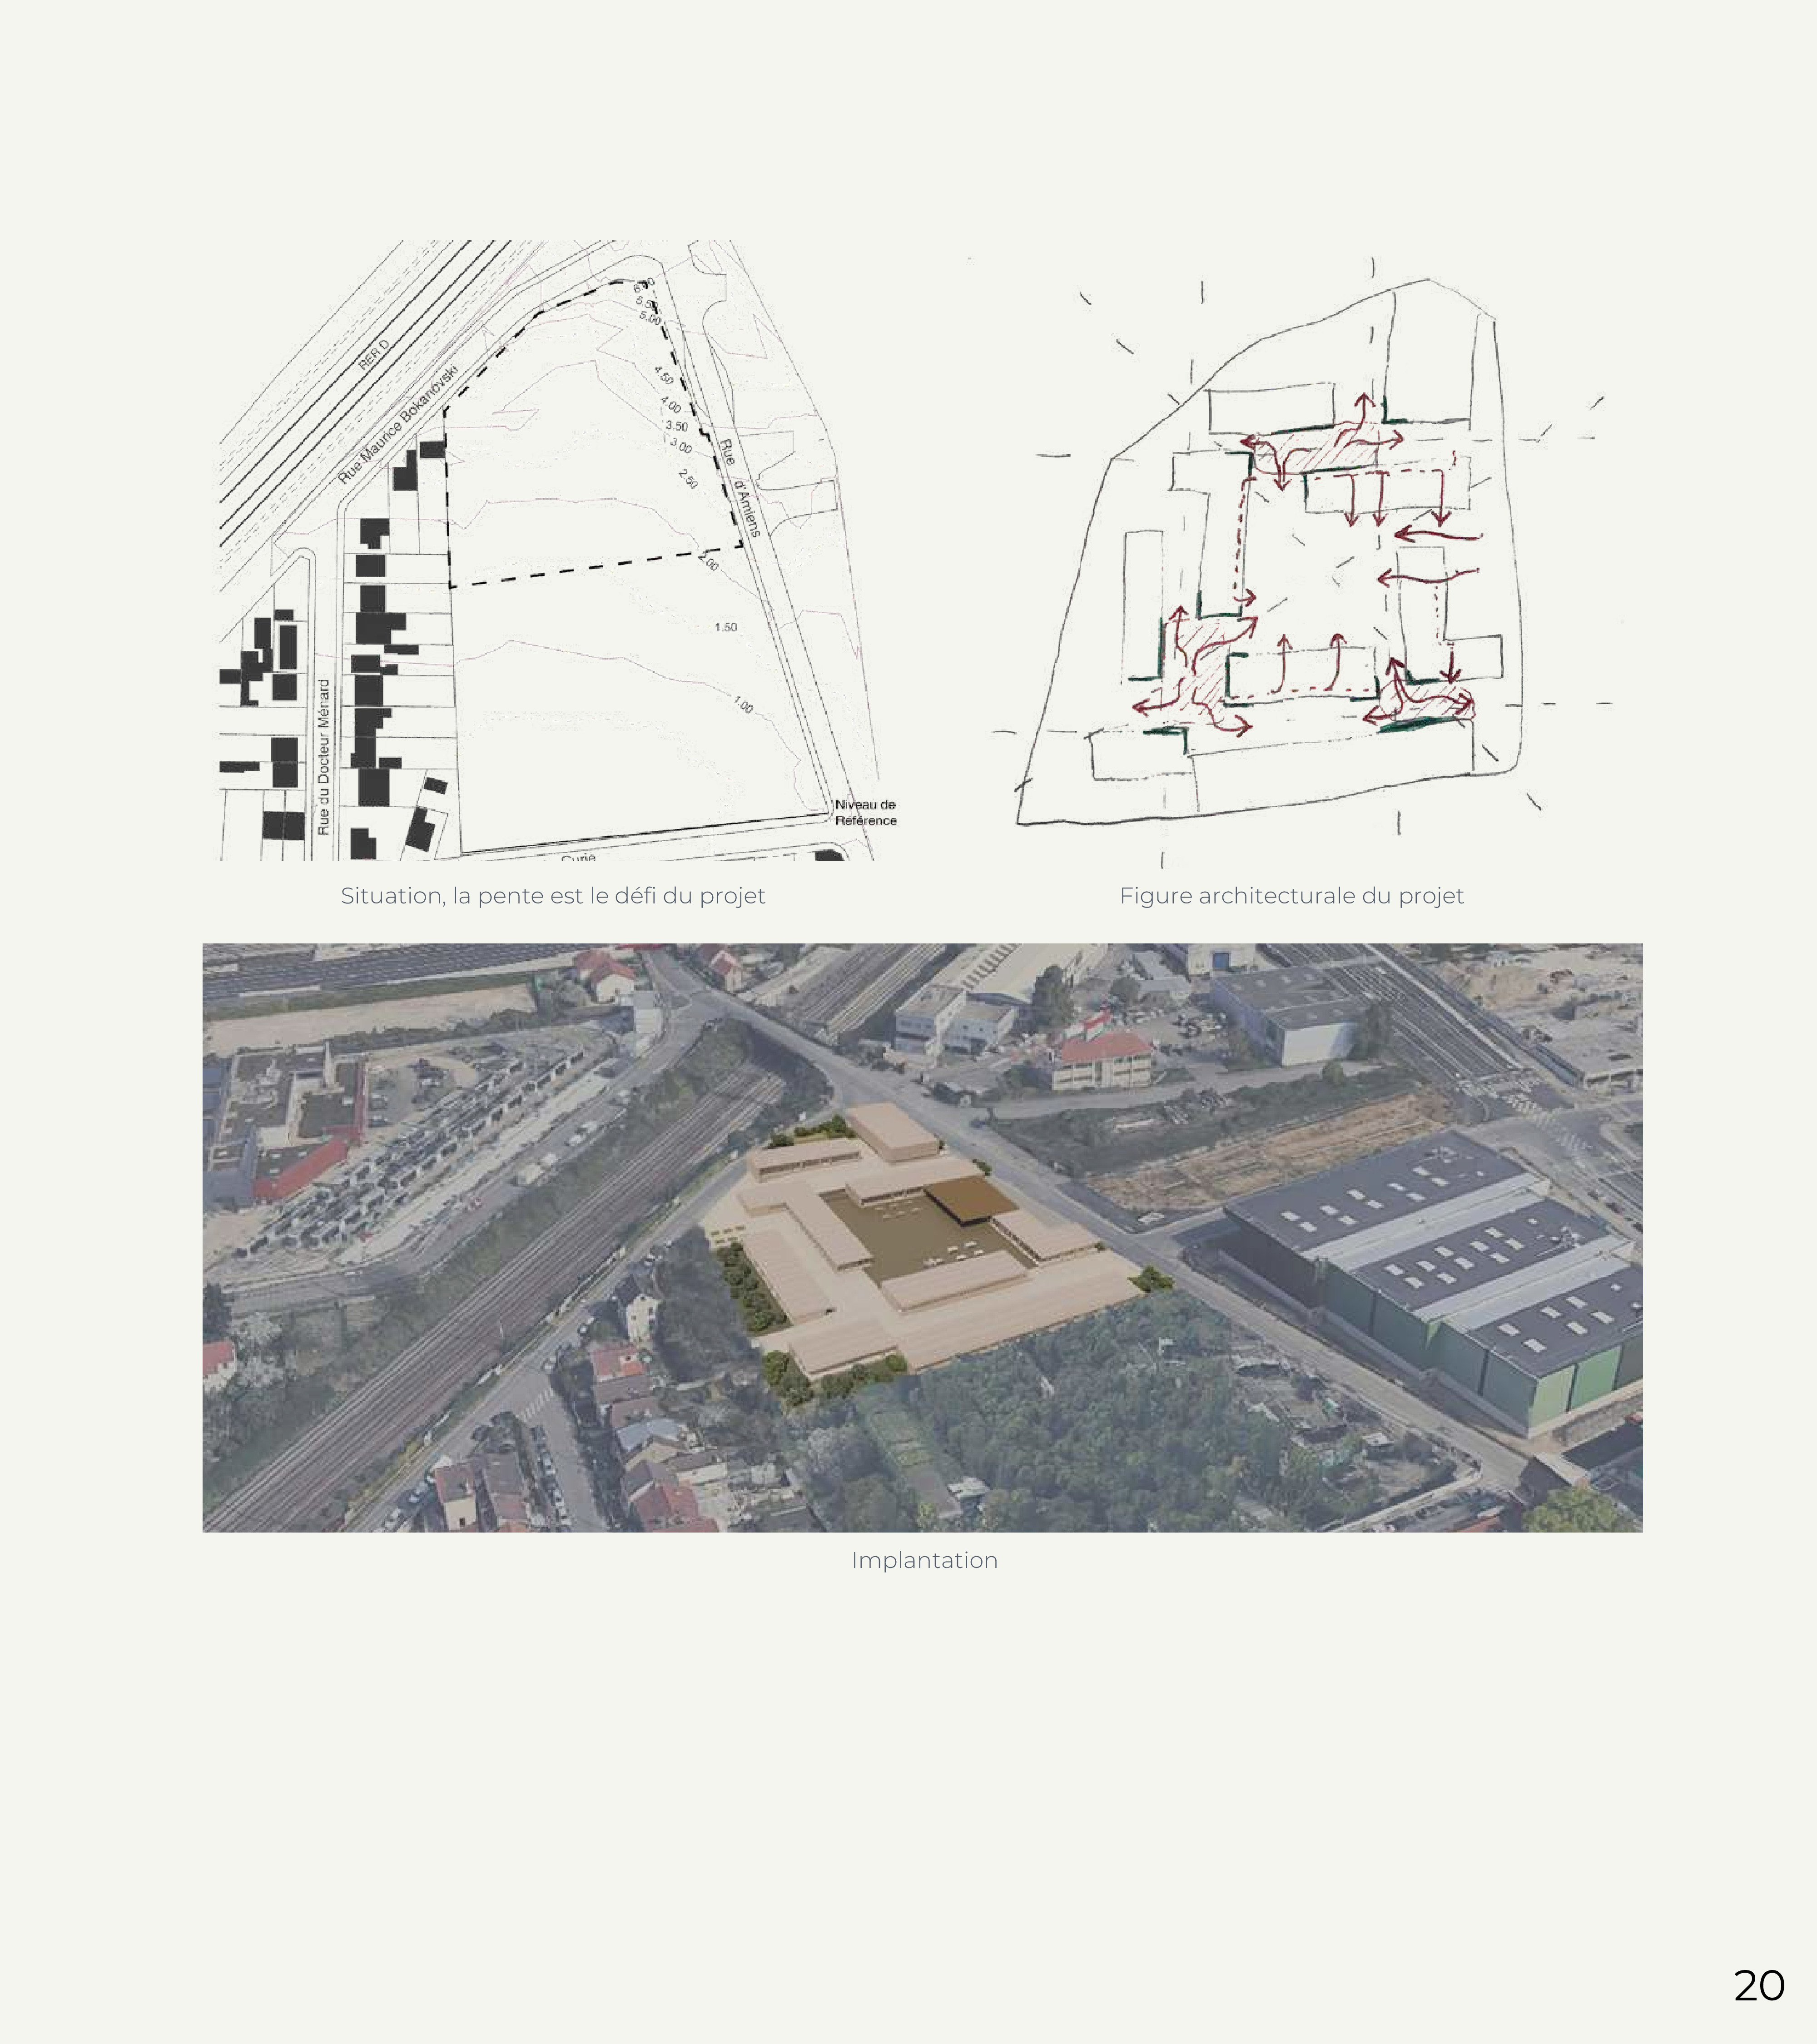 RER D
Rue Maurice Bokanovski
5.50
5.00
4.50
4.00
3.50
3.00
2.50
Rue d'Amiens
2.00
1.50
1.00
Rue du Docteur Ménard
Niveau de
Référence
Curie
Situation, la pente est le défi du projet
Figure architecturale du projet
Implantation
20